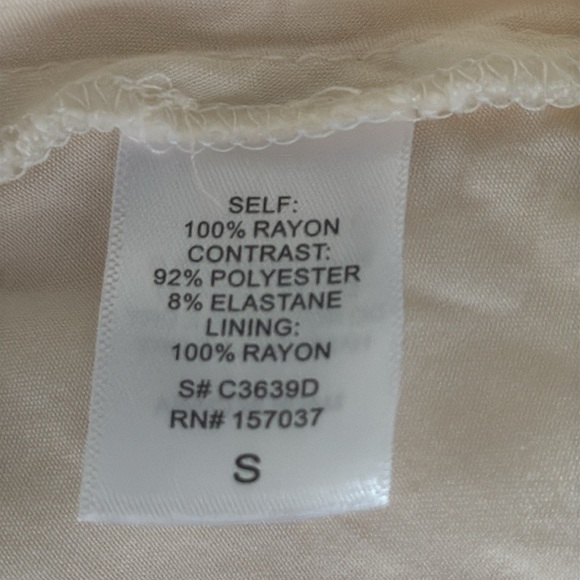 SELF:
100% RAYON
CONTRAST:
92% POLYESTER
8% ELASTANE
LINING:
100% RAYON
S# C3639D
RN# 157037
S